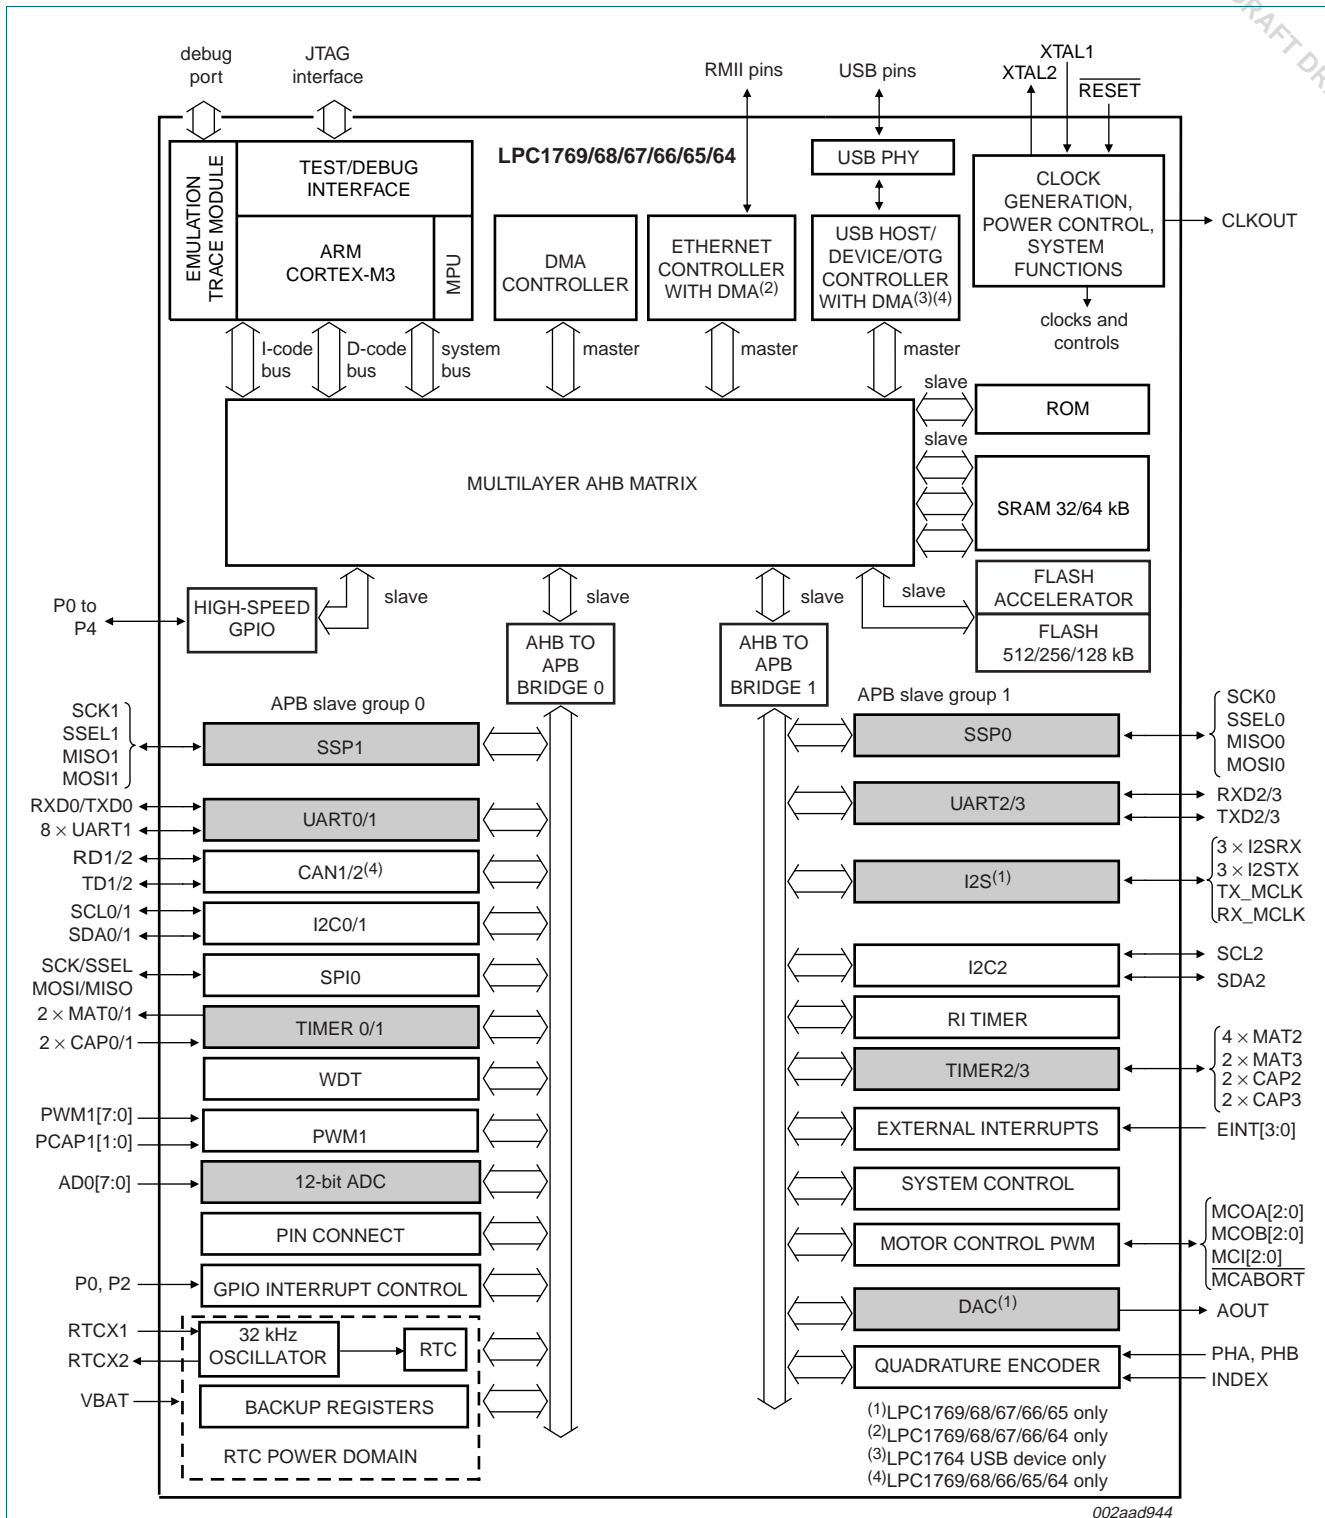 DRAFT DR
debug
port
JTAG
interface
RMII pins
USB pins
XTAL1
XTAL2
RESET
LPC1769/68/67/66/65/64
EMULATION
TRACE MODULE
TEST/DEBUG
INTERFACE
ARM
CORTEX-M3
MPU
DMA
CONTROLLER
ETHERNET
CONTROLLER
WITH DMA(2)
USB PHY
USB HOST/
DEVICE/OTG
CONTROLLER
WITH DMA(3)(4)
CLOCK
GENERATION,
POWER CONTROL,
SYSTEM
FUNCTIONS
CLKOUT
clocks and
controls
I-code
bus
D-code
bus
system
bus
master
master
master
slave
ROM
slave
MULTILAYER AHB MATRIX
SRAM 32/64 kB
P0 to
P4
HIGH-SPEED
GPIO
slave
slave
slave
slave
FLASH
ACCELERATOR
FLASH
512/256/128 kB
AHB TO
APB
BRIDGE 0
AHB TO
APB
BRIDGE 1
APB slave group 0
SCK1
SSEL1
MISO1
MOSI1
SSP1
RXD0/TXD0
8 × UART1
UART0/1
RD1/2
TD1/2
CAN1/2(4)
SCL0/1
SDA0/1
I2C0/1
SCK/SSEL
MOSI/MISO
SPI0
2 × MAT0/1
2 × CAP0/1
TIMER 0/1
WDT
PWM1[7:0]
PCAP1[1:0]
PWM1
AD0[7:0]
12-bit ADC
PIN CONNECT
P0, P2
GPIO INTERRUPT CONTROL
RTCX1
RTCX2
32 kHz
OSCILLATOR
RTC
VBAT
BACKUP REGISTERS
RTC POWER DOMAIN
APB slave group 1
SSP0
SCK0
SSEL0
MISO0
MOSI0
UART2/3
RXD2/3
TXD2/3
I2S(1)
3 × I2SRX
3 × I2STX
TX_MCLK
RX_MCLK
I2C2
SCL2
SDA2
RI TIMER
TIMER2/3
4 × MAT2
2 × MAT3
2 × CAP2
2 × CAP3
EXTERNAL INTERRUPTS
EINT[3:0]
SYSTEM CONTROL
MOTOR CONTROL PWM
MCOA[2:0]
MCOB[2:0]
MCI[2:0]
MCABORT
DAC(1)
AOUT
QUADRATURE ENCODER
PHA, PHB
INDEX
(1)LPC1769/68/67/66/65 only
(2)LPC1769/68/67/66/64 only
(3)LPC1764 USB device only
(4)LPC1769/68/66/65/64 only
002aad944